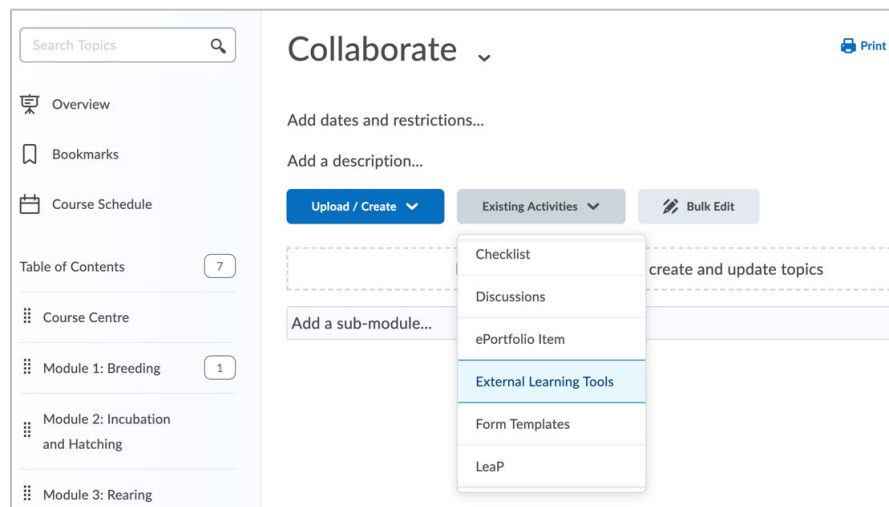 Search Topics
Overview
Bookmarks
Course Schedule
Table of Contents 7
Course Centre
Module 1: Breeding 1
Module 2: Incubation
and Hatching
Module 3: Rearing
Collaborate
Print
Add dates and restrictions...
Add a description...
Upload / Create
Existing Activities
Bulk Edit
create and update topics
Add a sub-module...
Checklist
Discussions
ePortfolio Item
External Learning Tools
Form Templates
LeaP